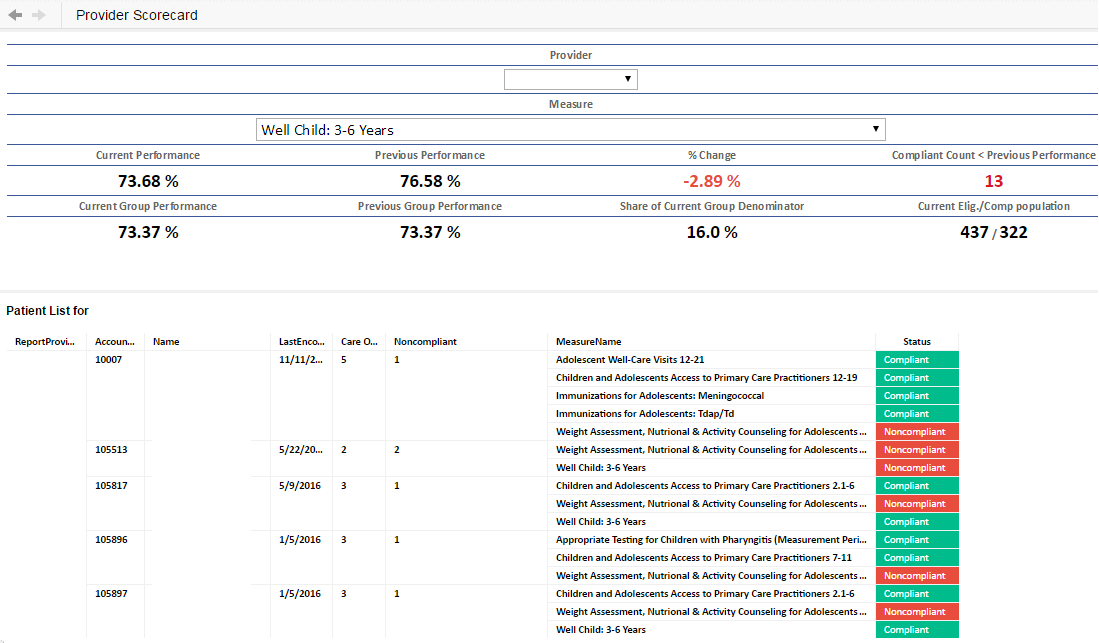 Provider Scorecard
Provider
Measure
Well Child: 3-6 Years
Current Performance Previous Performance % Change Compliant Count < Previous Performance
73.68 % 76.58 % -2.89 % 13
Current Group Performance Previous Group Performance Share of Current Group Denominator Current Elig./Comp population
73.37 % 73.37 % 16.0 % 437 / 322
Patient List for
ReportProvi... Accoun... Name LastEnco... Care O... Noncompliant MeasureName Status
10007 11/11/2... 5 1 Adolescent Well-Care Visits 12-21 Compliant
Children and Adolescents Access to Primary Care Practitioners 12-19 Compliant
Immunizations for Adolescents: Meningococcal Compliant
Immunizations for Adolescents: Tdap/Td Compliant
Weight Assessment, Nutrional & Activity Counseling for Adolescents ... Noncompliant
105513 5/22/20... 2 2 Weight Assessment, Nutrional & Activity Counseling for Adolescents ... Noncompliant
Well Child: 3-6 Years Noncompliant
105817 5/9/2016 3 1 Children and Adolescents Access to Primary Care Practitioners 2.1-6 Compliant
Weight Assessment, Nutrional & Activity Counseling for Adolescents ... Noncompliant
Well Child: 3-6 Years Compliant
105896 1/5/2016 3 1 Appropriate Testing for Children with Pharyngitis (Measurement Peri... Compliant
Children and Adolescents Access to Primary Care Practitioners 7-11 Compliant
Weight Assessment, Nutrional & Activity Counseling for Adolescents ... Noncompliant
105897 1/5/2016 3 1 Children and Adolescents Access to Primary Care Practitioners 2.1-6 Compliant
Weight Assessment, Nutrional & Activity Counseling for Adolescents ... Noncompliant
Well Child: 3-6 Years Compliant